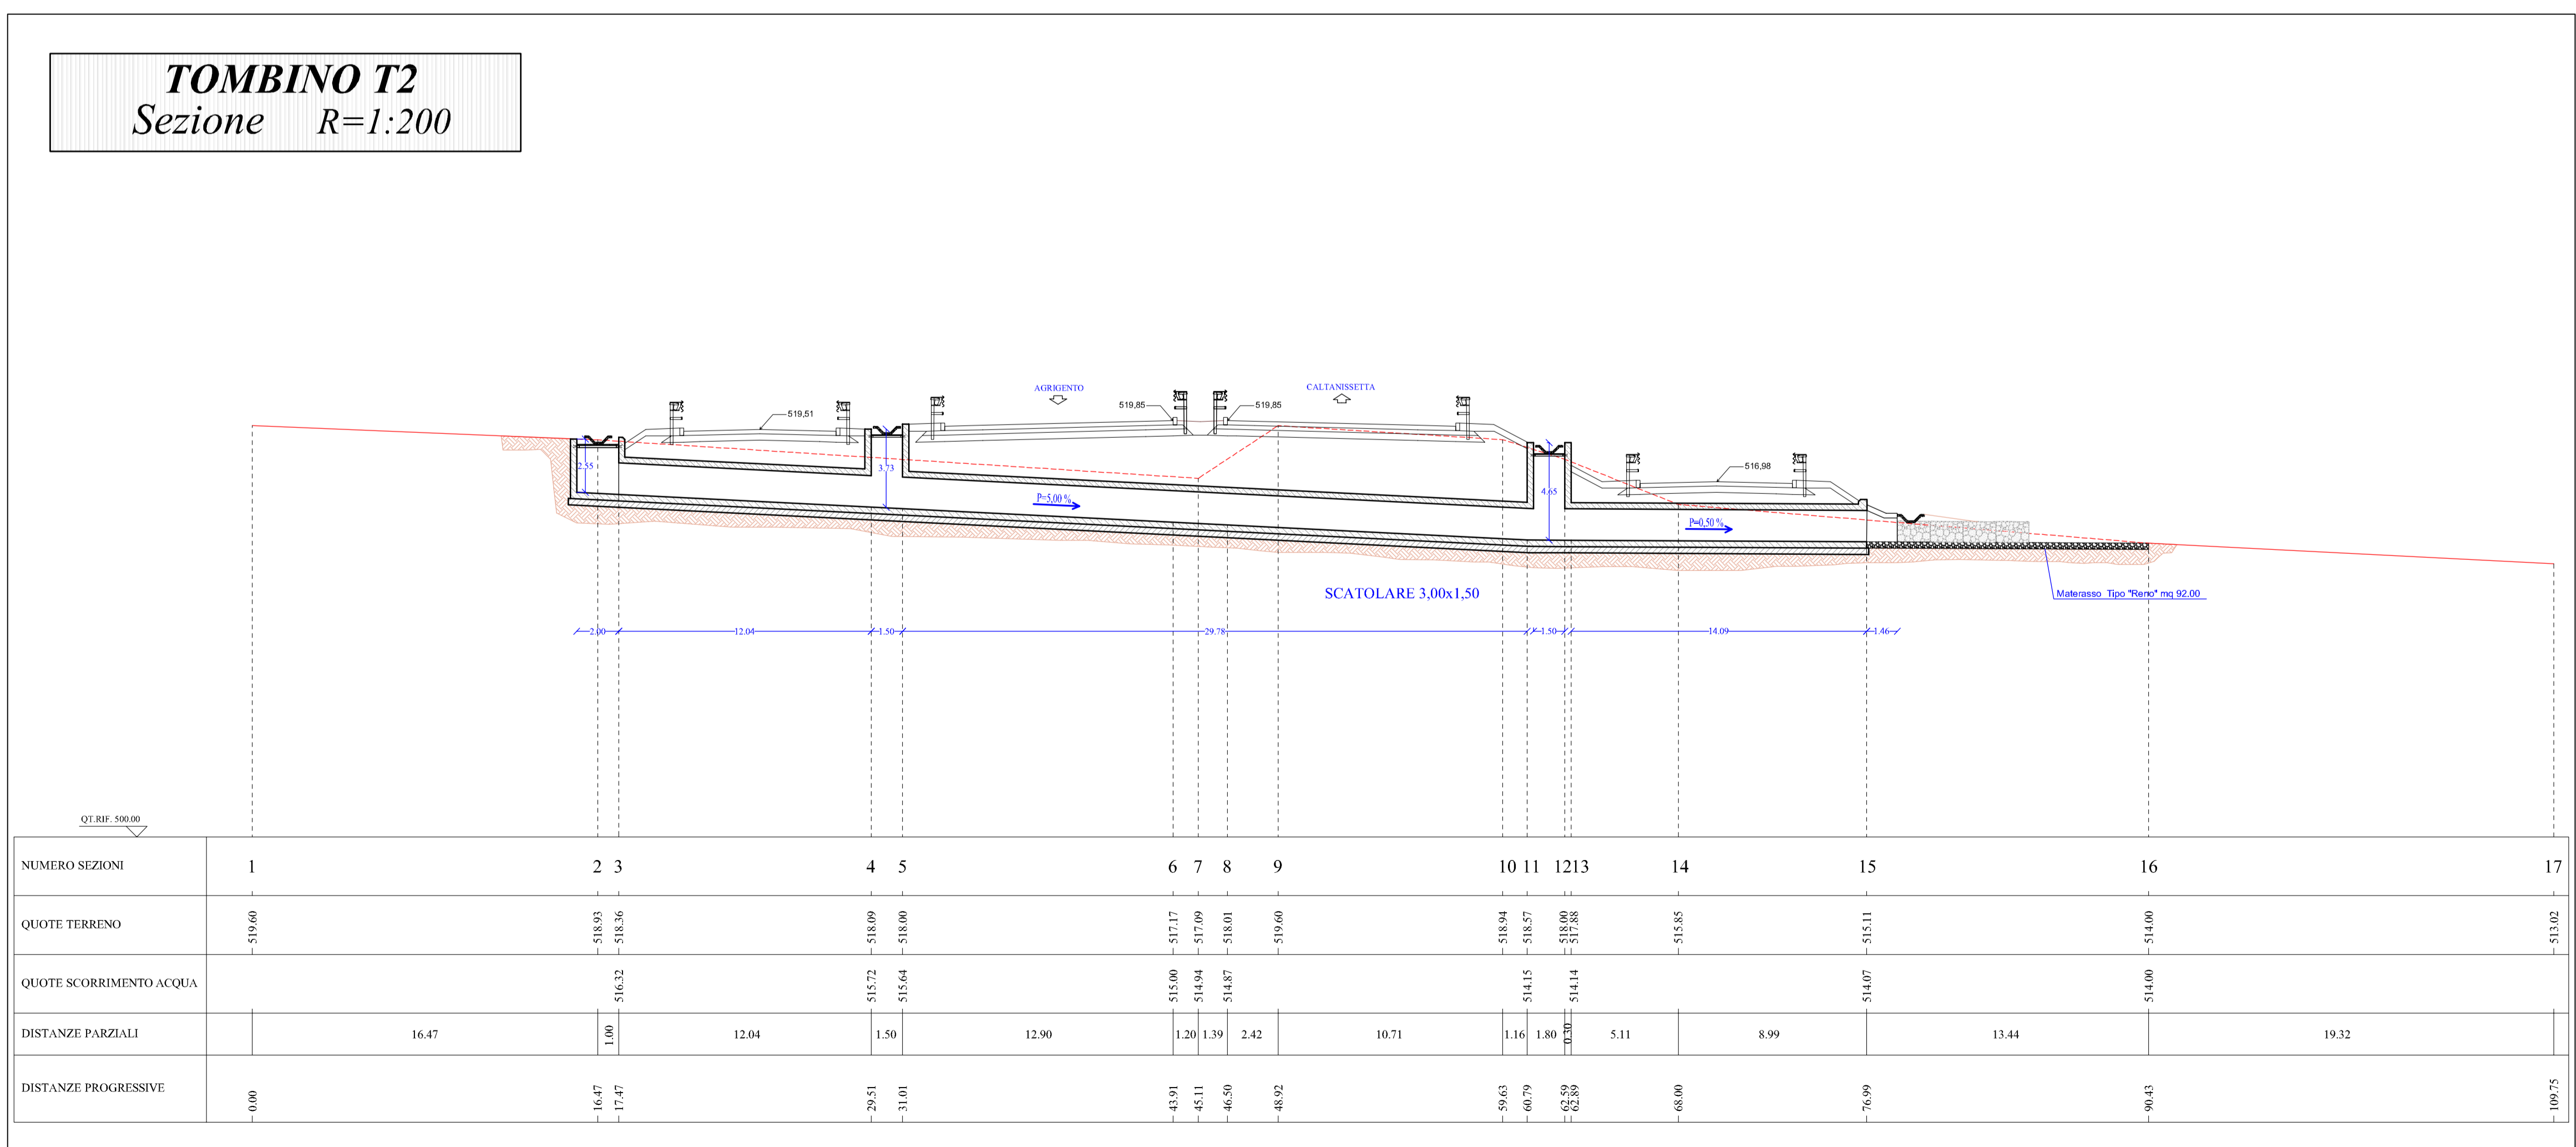 TOMBINO T2
Sezione R=1:200
AGRIGENTO
CALTANISSETTA
519,51
519,85
519,85
516,98
2.55
3.73
4.65
P=5,00 %
P=0,50 %
SCATOLARE 3,00x1,50
Materasso Tipo "Reno" mq 92.00
2.00 12.04 1.50 29.78 1.50 14.09 1.46
QT.RIF. 500.00
NUMERO SEZIONI 1 2 3 4 5 6 7 8 9 10 11 12 13 14 15 16 17
QUOTE TERRENO 519.60 518.93 518.36 518.09 518.00 517.17 517.09 518.01 519.60 518.94 518.57 518.00 517.88 515.85 515.11 514.00 513.02
QUOTE SCORRIMENTO ACQUA 516.32 515.72 515.64 515.00 514.94 514.87 514.15 514.14 514.07 514.00
DISTANZE PARZIALI 16.47 1.00 12.04 1.50 12.90 1.20 1.39 2.42 10.71 1.16 1.80 0.30 5.11 8.99 13.44 19.32
DISTANZE PROGRESSIVE 0.00 16.47 17.47 29.51 31.01 43.91 45.11 46.50 48.92 59.63 60.79 62.59 62.89 68.00 76.99 90.43 109.75